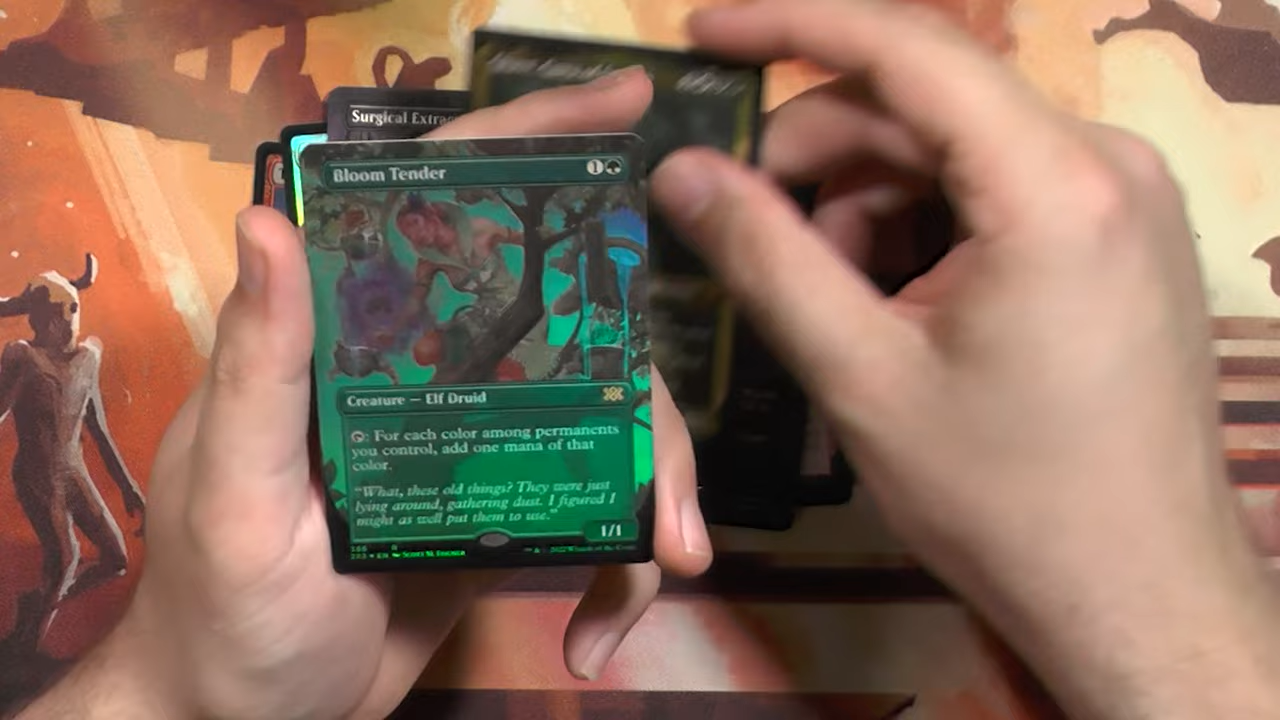 Surgical Extrac
Bloom Tender
1
Creature — Elf Druid
: For each color among permanents
you control, add one mana of that
color.
"What, these old things? They were just
lying around, gathering dust. I figured I
might as well put them to use."
1/1